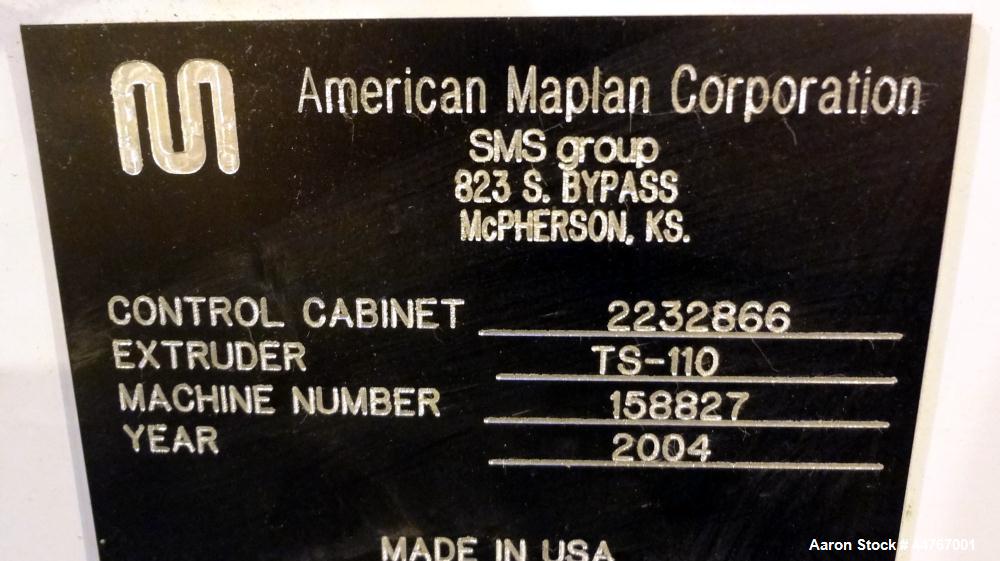 American Maplan Corporation
SMS group
823 S. BYPASS
McPHERSON, KS.
CONTROL CABINET 2232866
EXTRUDER TS-110
MACHINE NUMBER 158827
YEAR 2004
MADE IN USA
Aaron Stock # 44767001